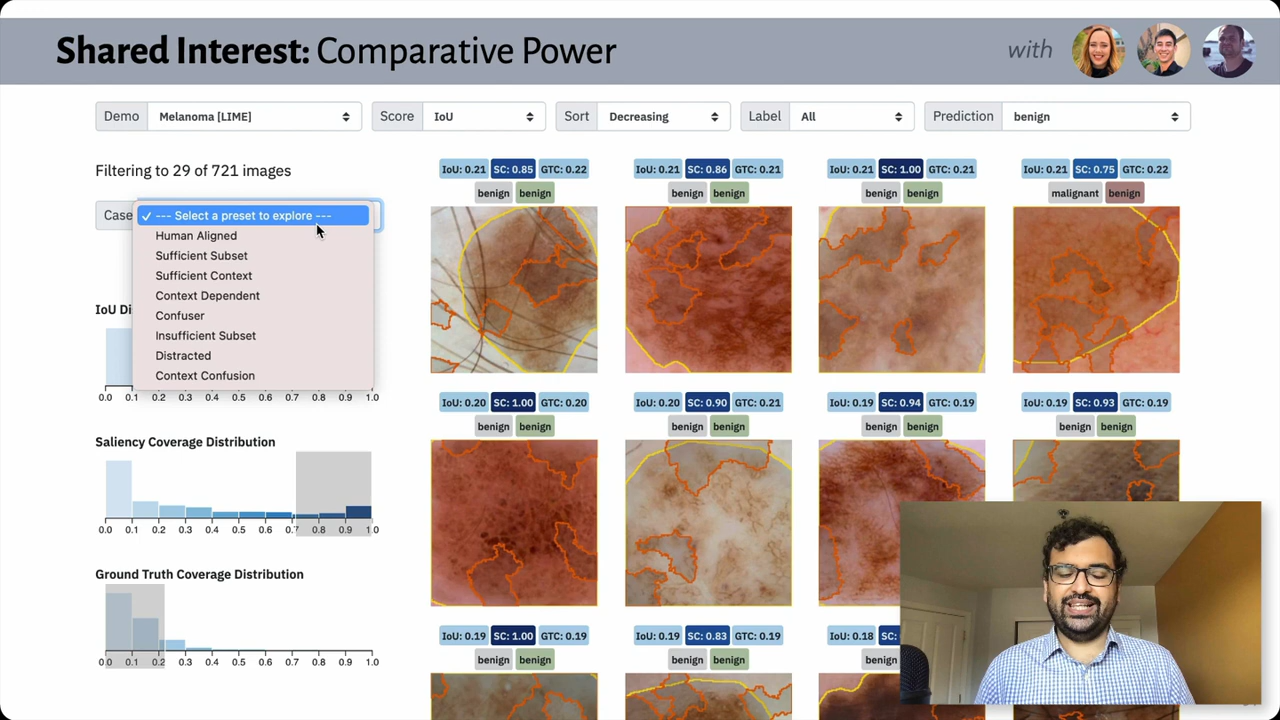 Shared Interest: Comparative Power
with
Demo Melanoma [LIME] Score IoU Sort Decreasing Label All Prediction benign
Filtering to 29 of 721 images
Case
✓ --- Select a preset to explore ---
Human Aligned
Sufficient Subset
Sufficient Context
Context Dependent
Confuser
Insufficient Subset
Distracted
Context Confusion
IoU Di
0.0 0.1 0.2 0.3 0.4 0.5 0.6 0.7 0.8 0.9 1.0
Saliency Coverage Distribution
0.0 0.1 0.2 0.3 0.4 0.5 0.6 0.7 0.8 0.9 1.0
Ground Truth Coverage Distribution
0.0 0.1 0.2 0.3 0.4 0.5 0.6 0.7 0.8 0.9 1.0
IoU: 0.21 SC: 0.85 GTC: 0.22
benign benign
IoU: 0.21 SC: 0.86 GTC: 0.21
benign benign
IoU: 0.21 SC: 1.00 GTC: 0.21
benign benign
IoU: 0.21 SC: 0.75 GTC: 0.22
malignant benign
IoU: 0.20 SC: 1.00 GTC: 0.20
benign benign
IoU: 0.20 SC: 0.90 GTC: 0.21
benign benign
IoU: 0.19 SC: 0.94 GTC: 0.19
benign benign
IoU: 0.19 SC: 0.93 GTC: 0.19
benign benign
IoU: 0.19 SC: 1.00 GTC: 0.19
benign benign
IoU: 0.19 SC: 0.83 GTC: 0.19
benign benign
IoU: 0.18 SC:
benign